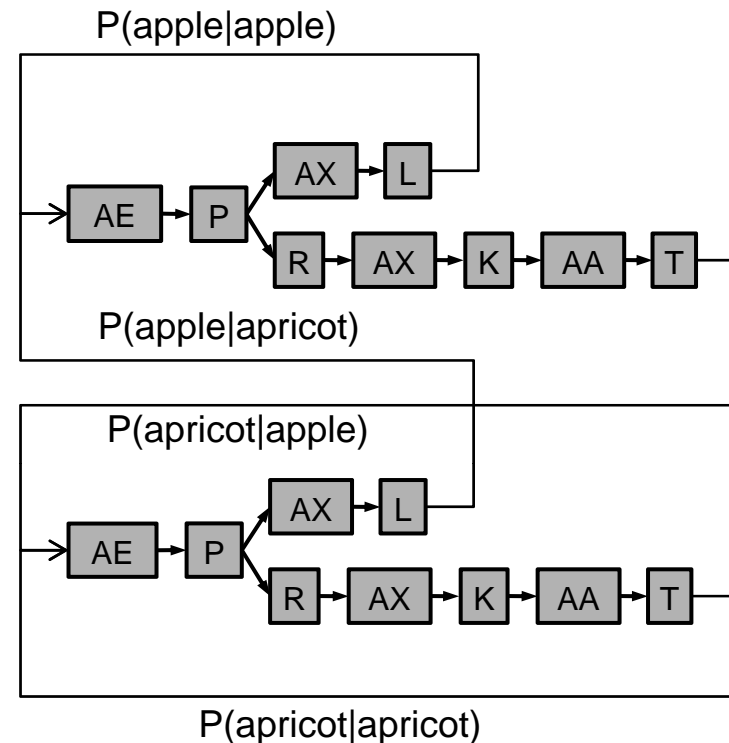 P(apple|apple)
AX L
AE P
R AX K AA T
P(apple|apricot)
P(apricot|apple)
AX L
AE P
R AX K AA T
P(apricot|apricot)